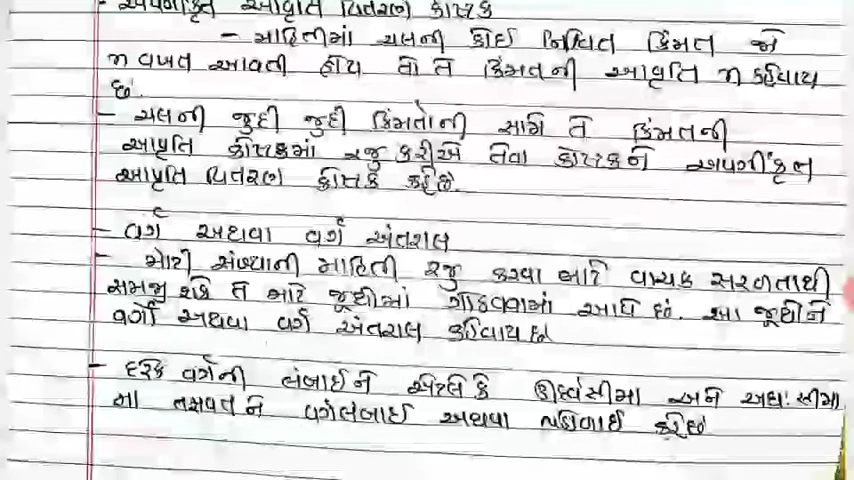 - અવર્ગીકૃત આવૃત્તિ વિતરણ કોષ્ટક
- માહિતીમાં ચલની કોઈ નિશ્ચિત કિંમત જો
n વખત આવતી હોય તો તે કિંમતની આવૃત્તિ n કહેવાય
છે.
- ચલની જુદી જુદી કિંમતોની સામે તે કિંમતની
આવૃત્તિ કોષ્ટકમાં રજુ કરીએ તેવા કોષ્ટકને અવર્ગીકૃત
આવૃત્તિ વિતરણ કોષ્ટક કહેછે.
- વર્ગ અથવા વર્ગ અંતરાલ
- મોટી સંખ્યાની માહિતી રજુ કરવા માટે વાચક સરળતાથી
સમજી શકે તે માટે જૂથોમાં ગોઠવવામાં આવે છે. આ જૂથોને
વર્ગો અથવા વર્ગ અંતરાલ કહેવાય છે
- દરેક વર્ગની લંબાઈને એટલે કે ઊર્ધ્વસીમા અને અધઃસીમા
ના તફાવતને વર્ગલંબાઈ અથવા પહોળાઈ કહેછે